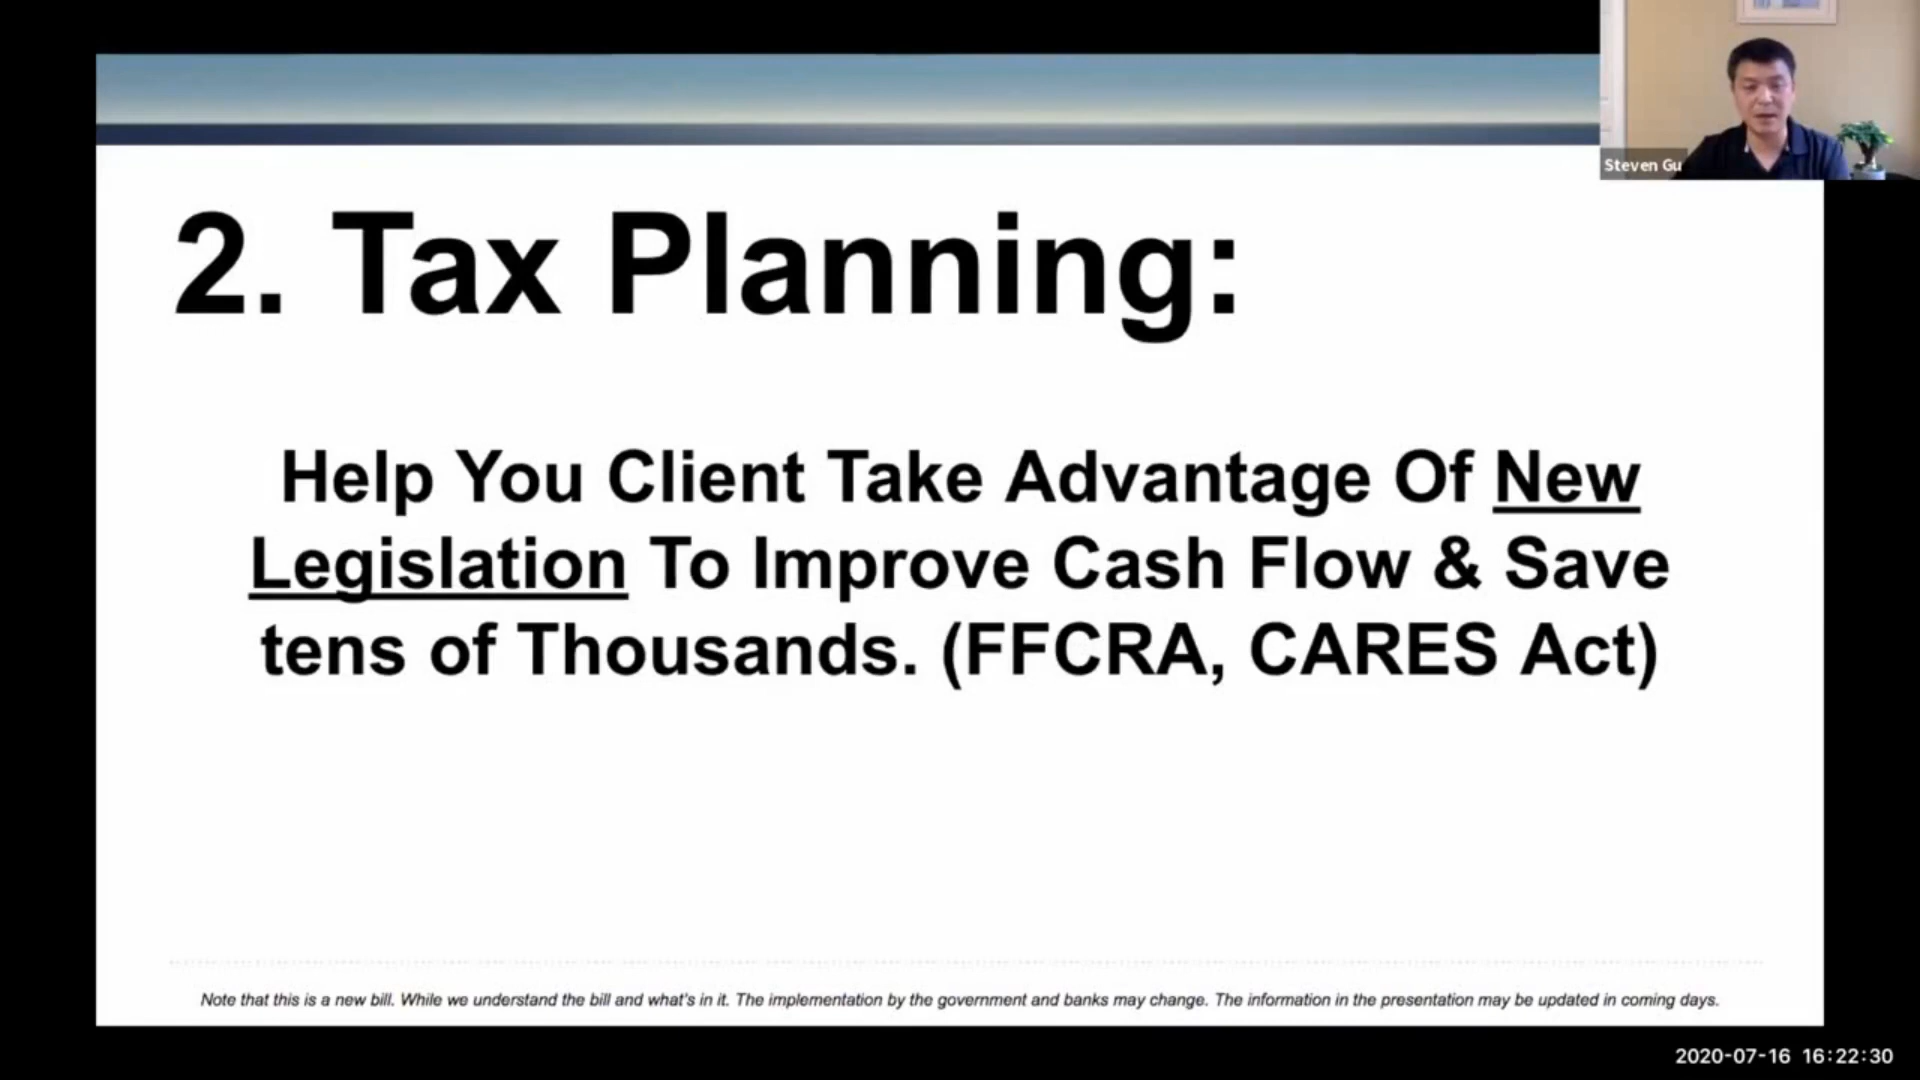 Steven Gu
2. Tax Planning:
Help You Client Take Advantage Of New
Legislation To Improve Cash Flow & Save
tens of Thousands. (FFCRA, CARES Act)
Note that this is a new bill. While we understand the bill and what's in it. The implementation by the government and banks may change. The information in the presentation may be updated in coming days.
2020-07-16 16:22:30